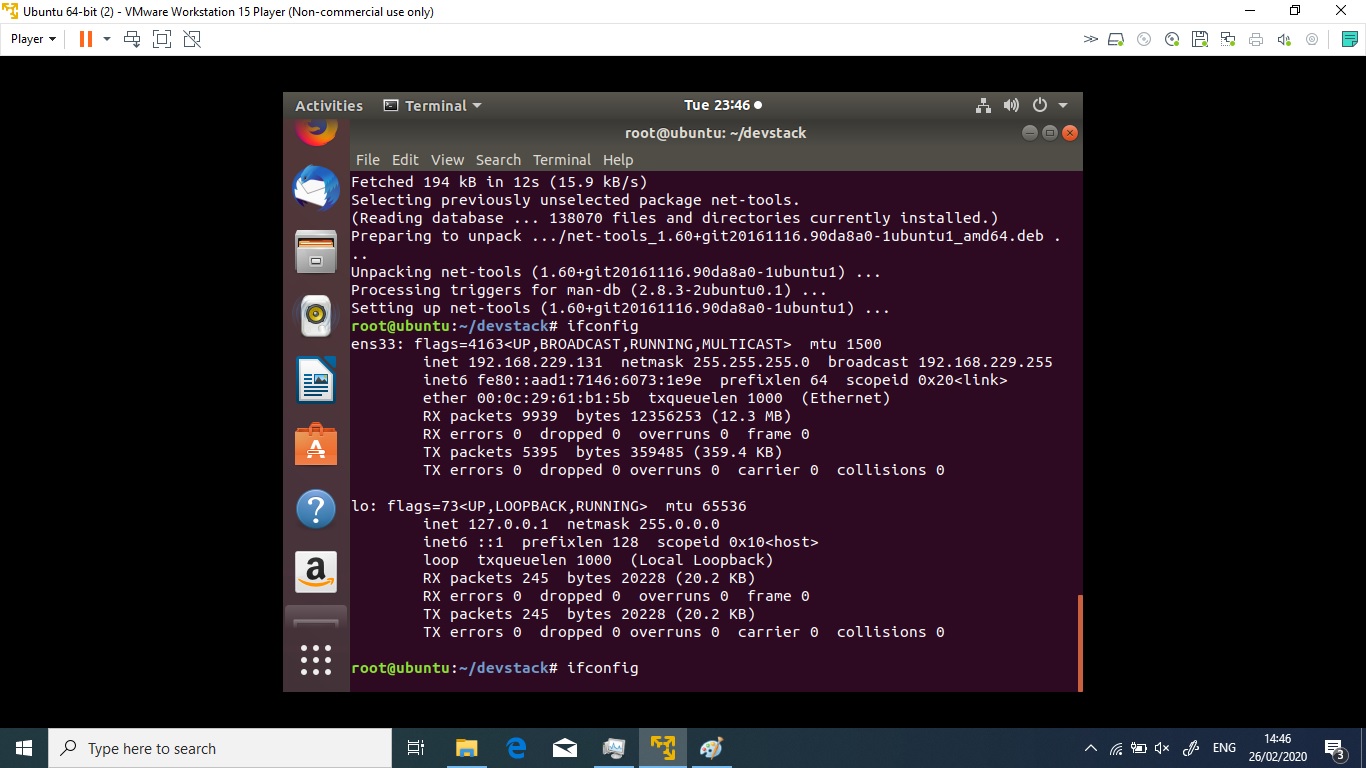 Ubuntu 64-bit (2) - VMware Workstation 15 Player (Non-commercial use only)
Player
Activities Terminal Tue 23:46
root@ubuntu: ~/devstack
File Edit View Search Terminal Help
Fetched 194 kB in 12s (15.9 kB/s)
Selecting previously unselected package net-tools.
(Reading database ... 138070 files and directories currently installed.)
Preparing to unpack .../net-tools_1.60+git20161116.90da8a0-1ubuntu1_amd64.deb .
..
Unpacking net-tools (1.60+git20161116.90da8a0-1ubuntu1) ...
Processing triggers for man-db (2.8.3-2ubuntu0.1) ...
Setting up net-tools (1.60+git20161116.90da8a0-1ubuntu1) ...
root@ubuntu:~/devstack# ifconfig
ens33: flags=4163<UP,BROADCAST,RUNNING,MULTICAST>  mtu 1500
        inet 192.168.229.131  netmask 255.255.255.0  broadcast 192.168.229.255
        inet6 fe80::aad1:7146:6073:1e9e  prefixlen 64  scopeid 0x20<link>
        ether 00:0c:29:61:b1:5b  txqueuelen 1000  (Ethernet)
        RX packets 9939  bytes 12356253 (12.3 MB)
        RX errors 0  dropped 0  overruns 0  frame 0
        TX packets 5395  bytes 359485 (359.4 KB)
        TX errors 0  dropped 0 overruns 0  carrier 0  collisions 0
lo: flags=73<UP,LOOPBACK,RUNNING>  mtu 65536
        inet 127.0.0.1  netmask 255.0.0.0
        inet6 ::1  prefixlen 128  scopeid 0x10<host>
        loop  txqueuelen 1000  (Local Loopback)
        RX packets 245  bytes 20228 (20.2 KB)
        RX errors 0  dropped 0  overruns 0  frame 0
        TX packets 245  bytes 20228 (20.2 KB)
        TX errors 0  dropped 0 overruns 0  carrier 0  collisions 0
root@ubuntu:~/devstack# ifconfig
Type here to search
ENG
14:46
26/02/2020
3